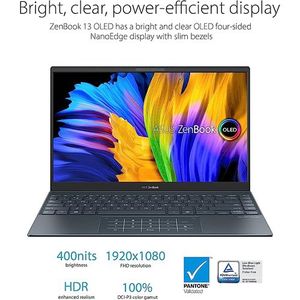 Bright, clear, power-efficient display
ZenBook 13 OLED has a bright and clear OLED four-sided
NanoEdge display with slim bezels
ZenBook
OLED
400nits
brightness
1920x1080
FHD resolution
HDR
enhanced realism
100%
DCI-P3 color gamut
PANTONE
Validated